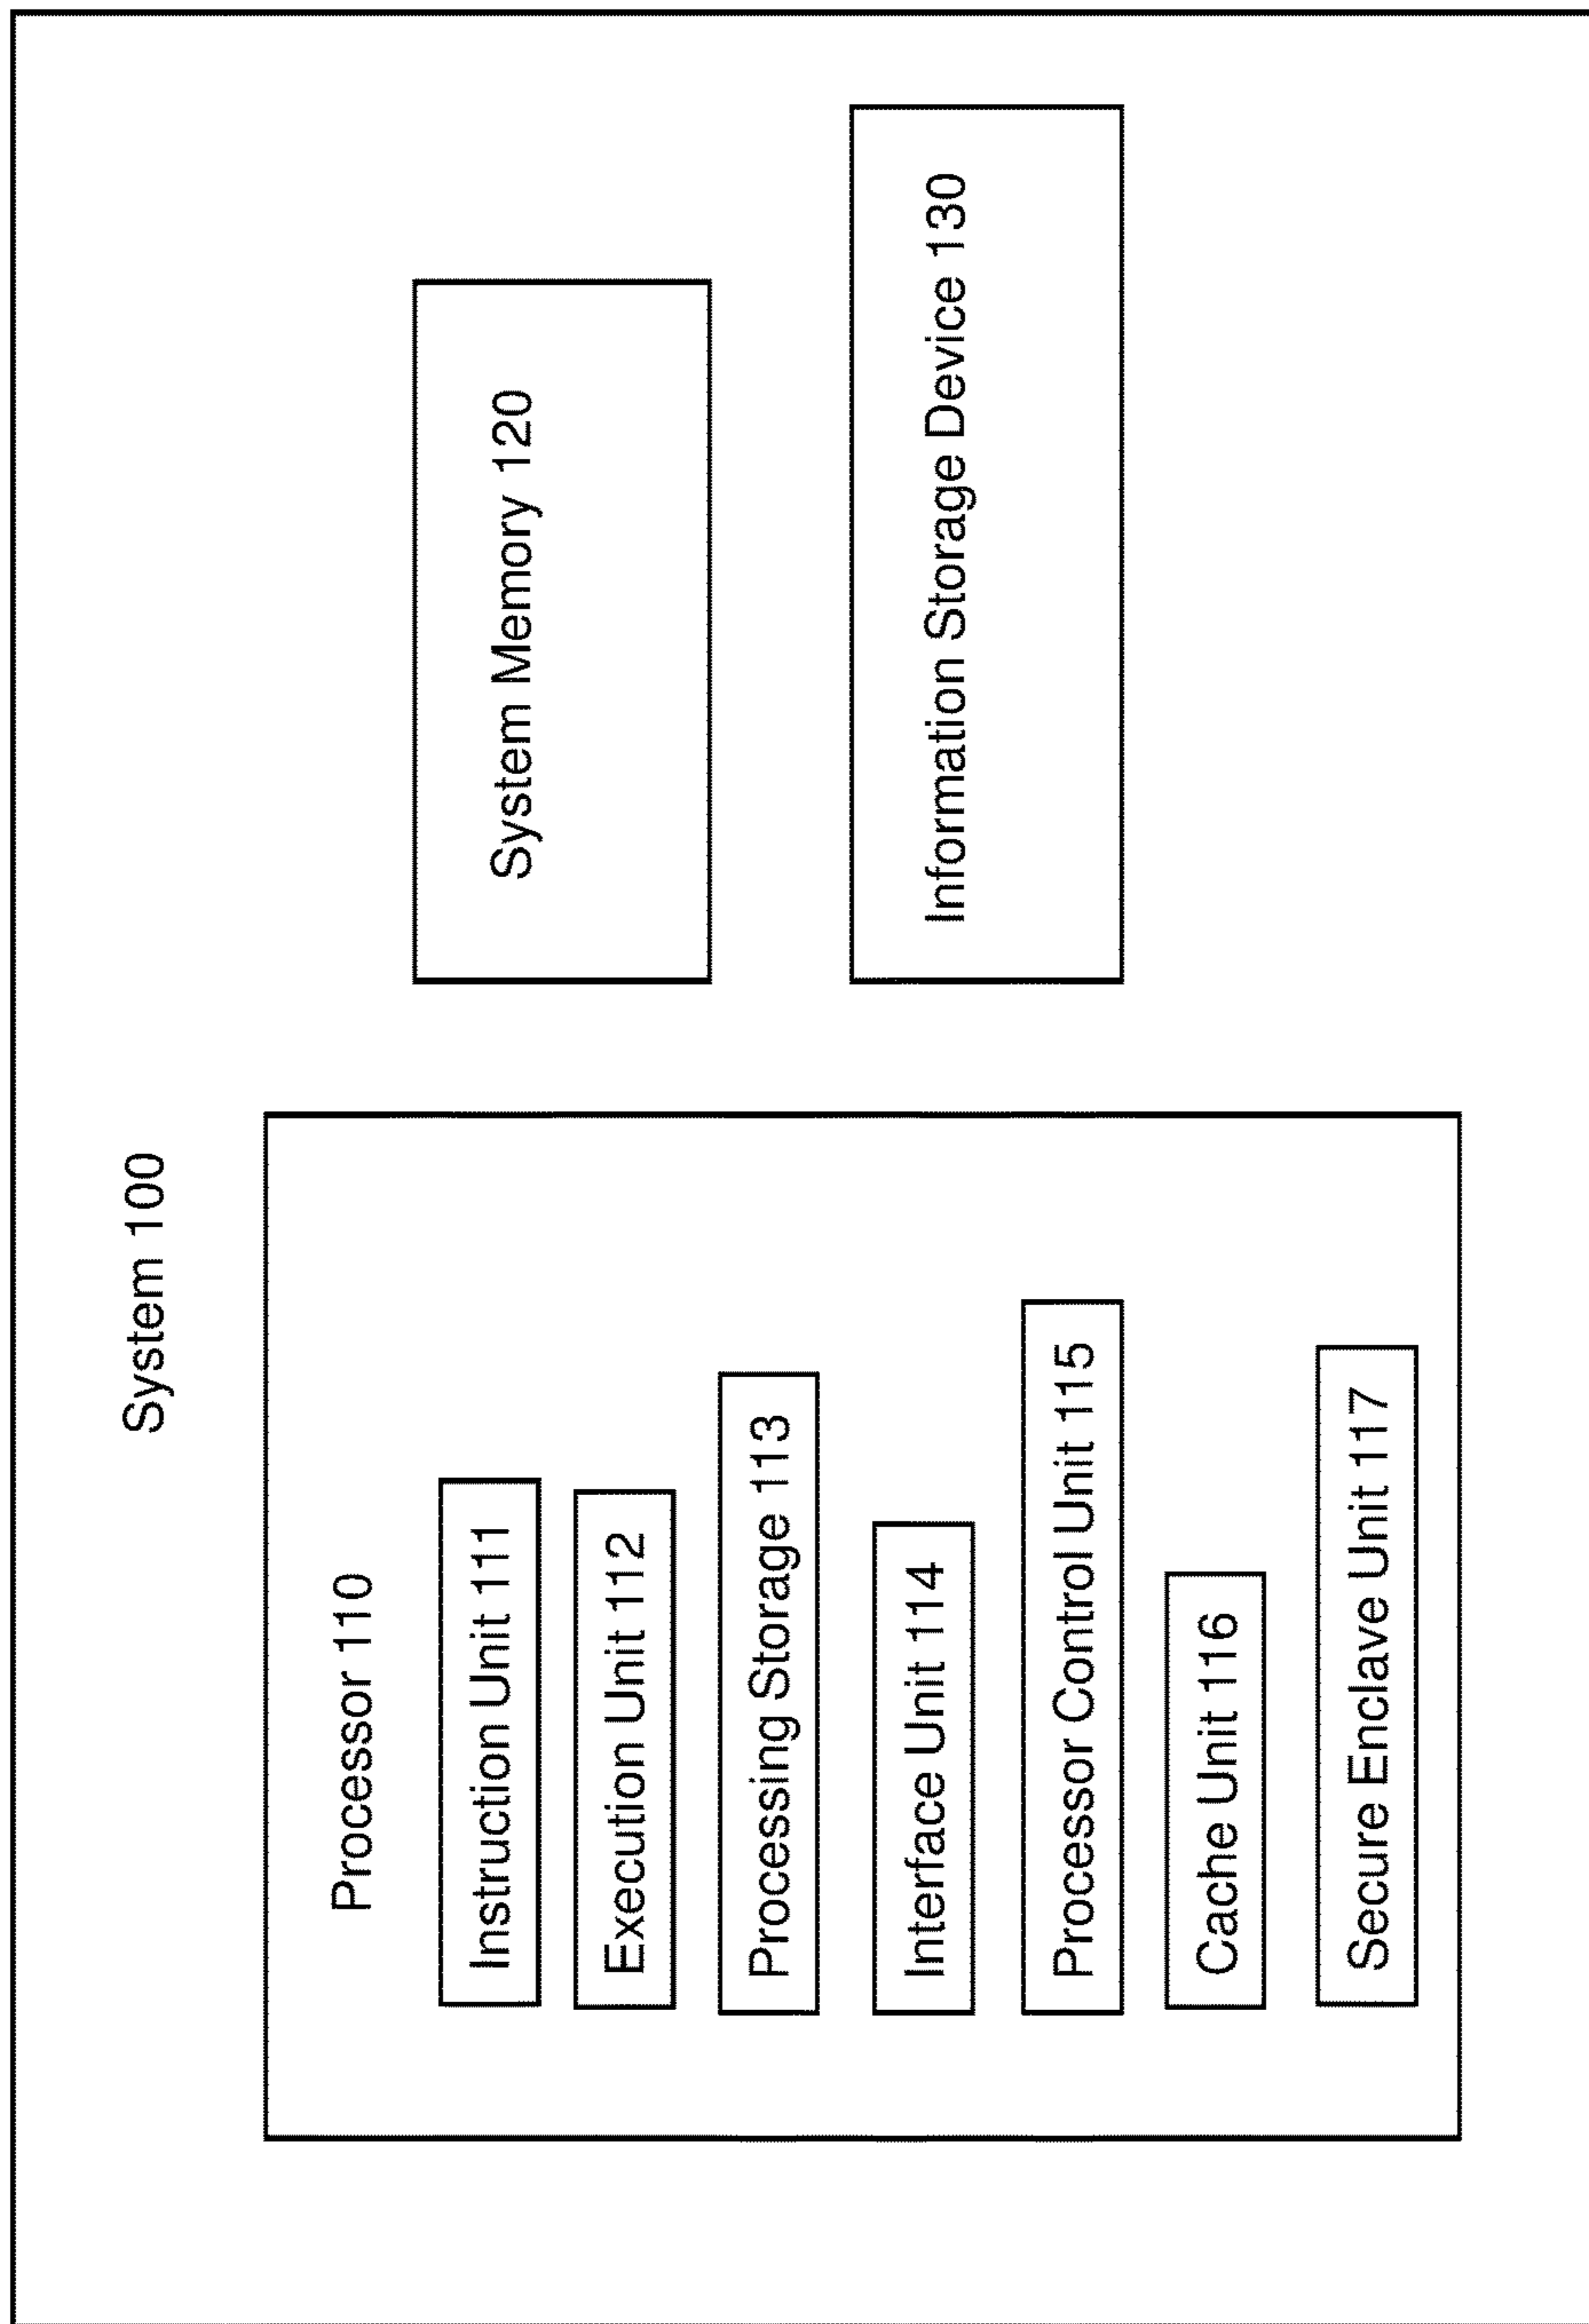 System 100
Processor 110
Instruction Unit 111
Execution Unit 112
Processing Storage 113
Interface Unit 114
Processor Control Unit 115
Cache Unit 116
Secure Enclave Unit 117
System Memory 120
Information Storage Device 130